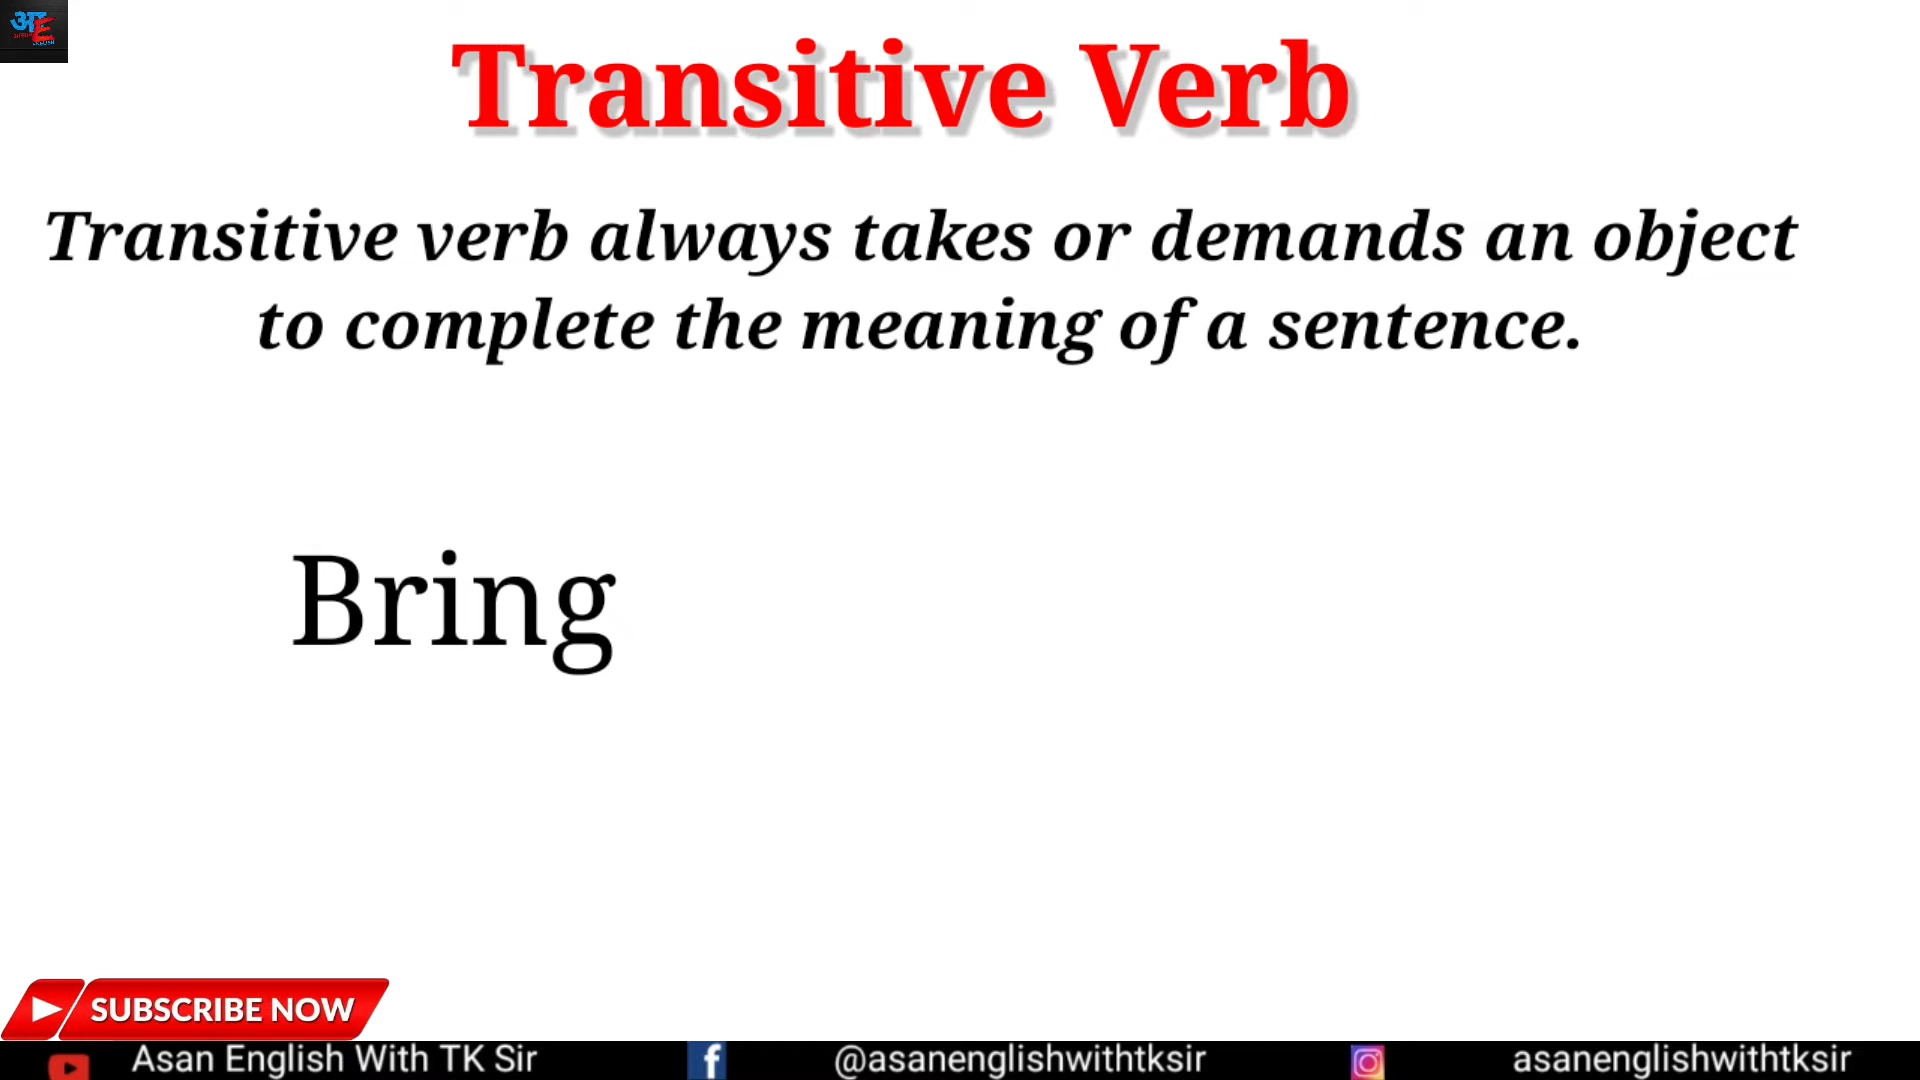 अE
Transitive Verb
Transitive verb always takes or demands an object
to complete the meaning of a sentence.
Bring
SUBSCRIBE NOW
Asan English With TK Sir
@asanenglishwithtksir
asanenglishwithtksir